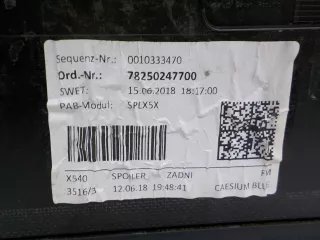 Sequenz-Nr.: 0010333470
Ord.-Nr.: 78250247700
SWET: 15.06.2018 18:17:00
PAB-Modul: SPLX5X
X540 SPOILER ZADNI FVI
3516/3 12.06.18 19:48:41 CAESIUM BLUE